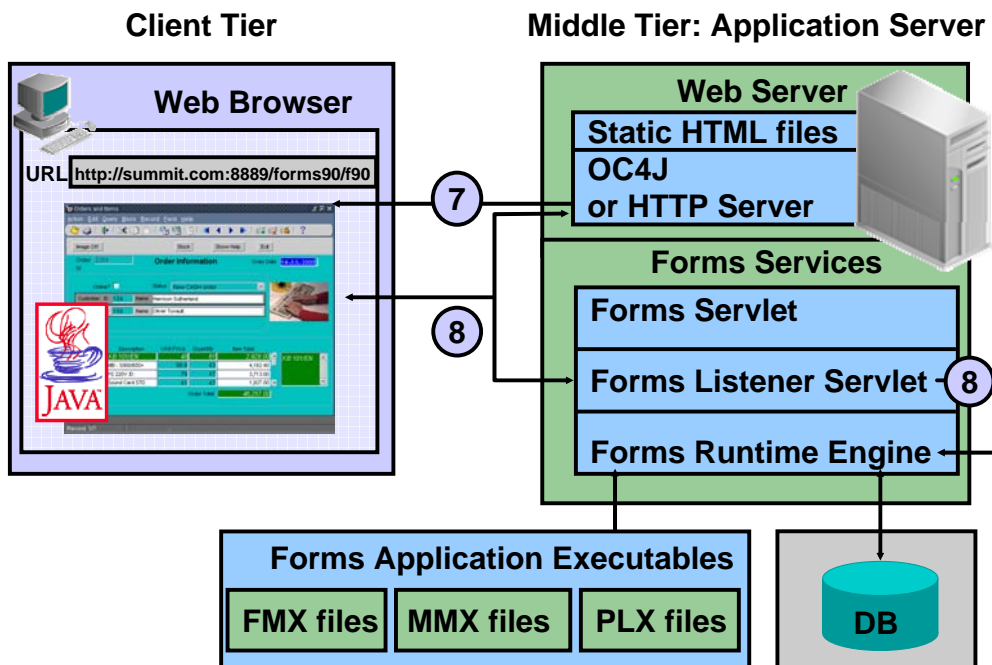 Client Tier
Middle Tier: Application Server
Web Browser
URL http://summit.com:8889/forms90/f90
Order Information
JAVA
7
8
Web Server
Static HTML files
OC4J
or HTTP Server
Forms Services
Forms Servlet
Forms Listener Servlet
8
Forms Runtime Engine
Forms Application Executables
FMX files
MMX files
PLX files
DB